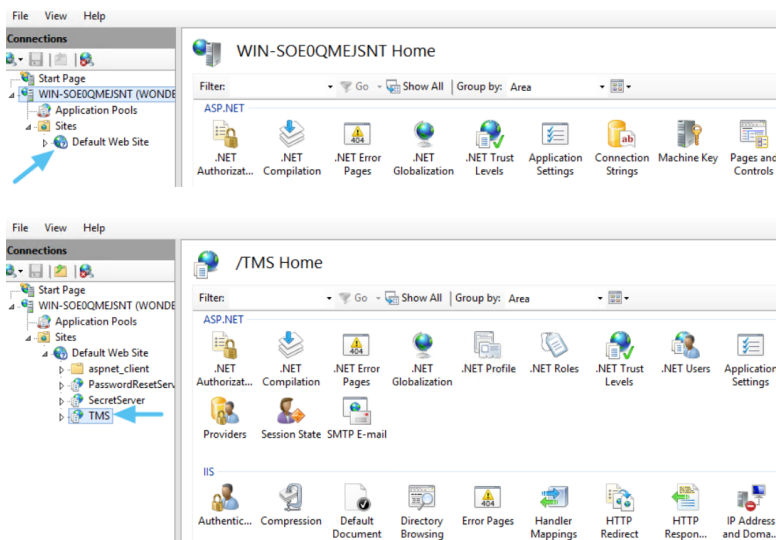 File View Help
Connections
Start Page
WIN-SOE0QMEJSNT (WONDE
Application Pools
Sites
Default Web Site
WIN-SOE0QMEJSNT Home
Filter: Go Show All Group by: Area
ASP.NET
.NET Authorizat...
.NET Compilation
.NET Error Pages
.NET Globalization
.NET Trust Levels
Application Settings
Connection Strings
Machine Key
Pages and Controls
File View Help
Connections
Start Page
WIN-SOE0QMEJSNT (WONDE
Application Pools
Sites
Default Web Site
aspnet_client
PasswordResetServ
SecretServer
TMS
/TMS Home
Filter: Go Show All Group by: Area
ASP.NET
.NET Authorizat...
.NET Compilation
.NET Error Pages
.NET Globalization
.NET Profile
.NET Roles
.NET Trust Levels
.NET Users
Application Settings
Providers
Session State
SMTP E-mail
IIS
Authentic...
Compression
Default Document
Directory Browsing
Error Pages
Handler Mappings
HTTP Redirect
HTTP Respon...
IP Address and Doma...